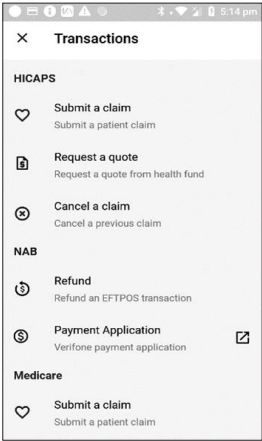 5:14 pm
Transactions
HICAPS
Submit a claim
Submit a patient claim
Request a quote
Request a quote from health fund
Cancel a claim
Cancel a previous claim
NAB
Refund
Refund an EFTPOS transaction
Payment Application
Verifone payment application
Medicare
Submit a claim
Submit a patient claim